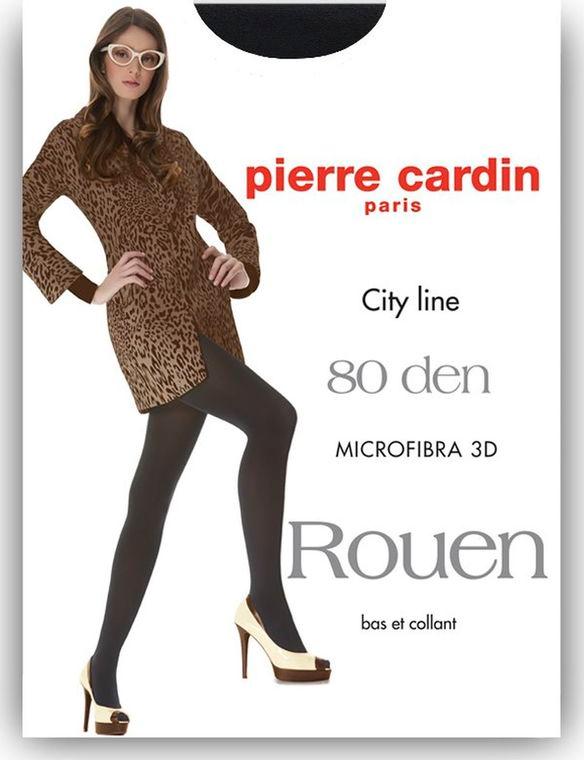 pierre cardin
paris
City line
80 den
MICROFIBRA 3D
Rouen
bas et collant